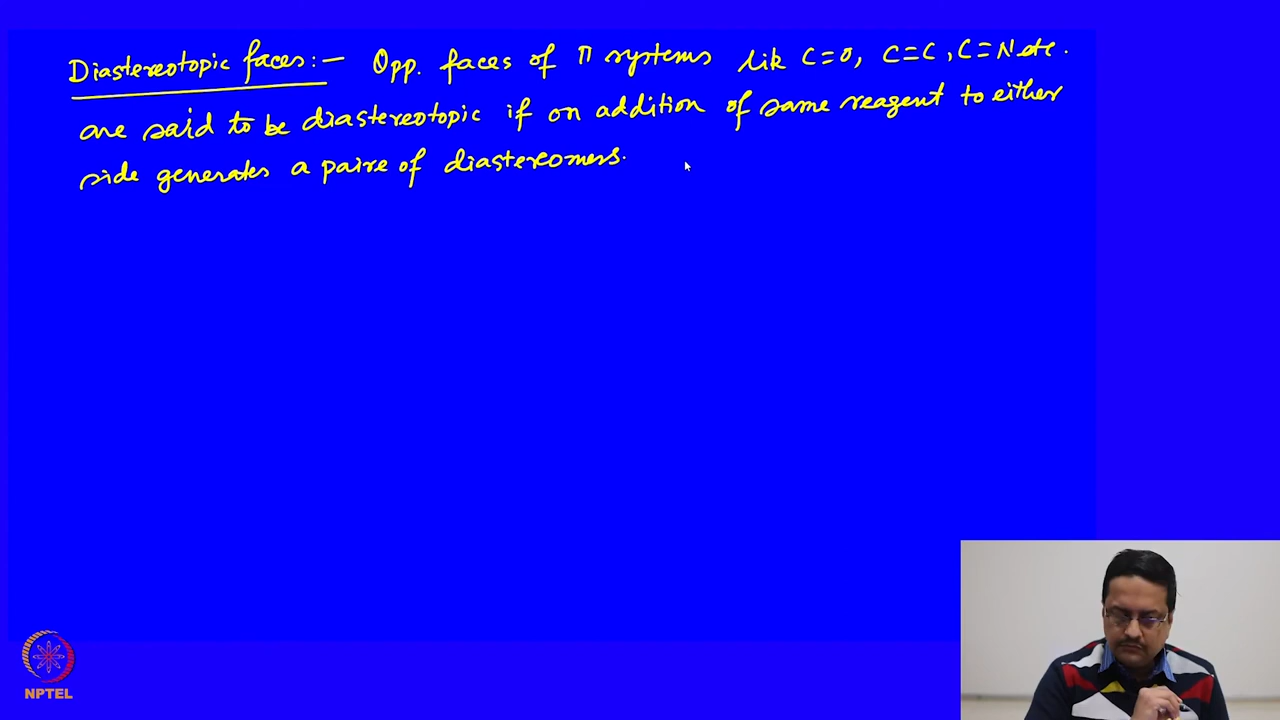 Diastereotopic faces:- Opp. faces of π systems lik C=O, C=C, C=N etc.
are said to be diastereotopic if on addition of same reagent to either
side generates a paire of diastereomers.
NPTEL